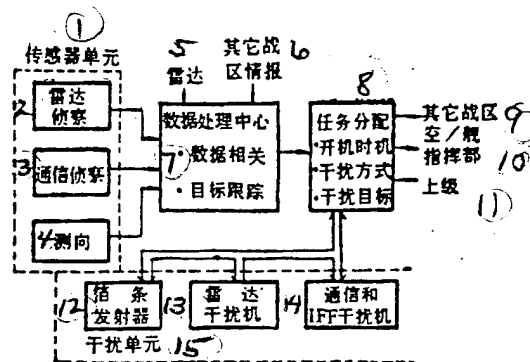 ①
传感器单元
2 雷达
侦察
3 通信侦察
4 测向
5
雷达
其它战 6
区情报
数据处理中心
7 · 数据相关
· 目标跟踪
8
任务分配
·开机时机
·干扰方式
·干扰目标
其它战区 9
空/舰
指挥部 10
上级
11
12 箔条
发射器
13 雷达
干扰机
14 通信和
IFF干扰机
干扰单元 15